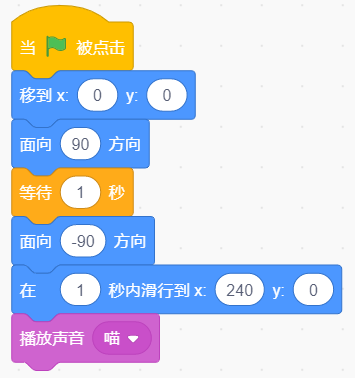 当 被点击
移到 x: 0 y: 0
面向 90 方向
等待 1 秒
面向 -90 方向
在 1 秒内滑行到 x: 240 y: 0
播放声音 喵